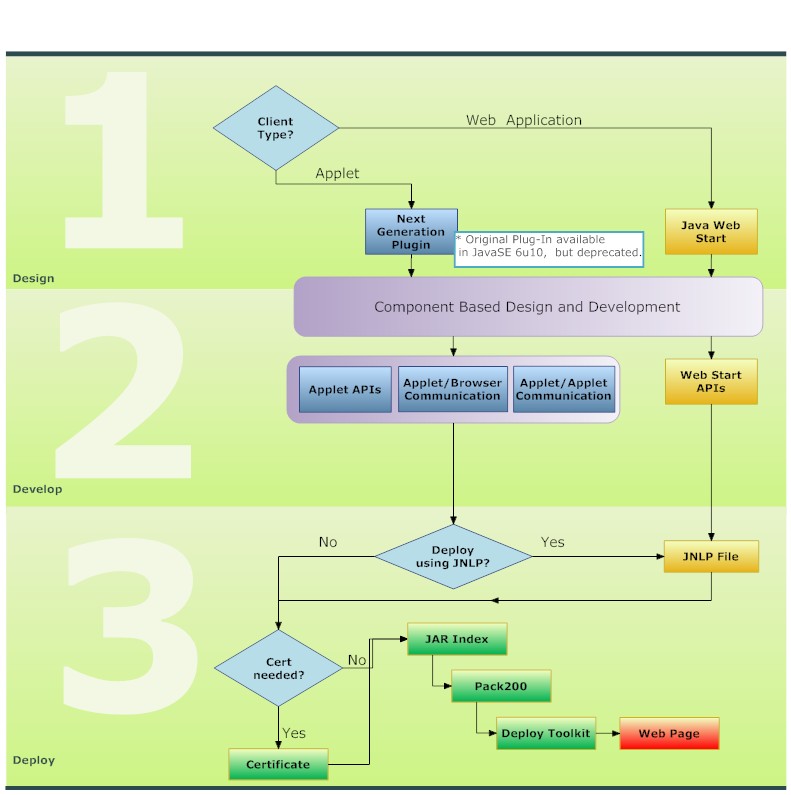 1
Client
Type?
Web Application
Applet
Next
Generation
Plugin
* Original Plug-In available
in JavaSE 6u10, but deprecated.
Java Web
Start
Design
2
Component Based Design and Development
Applet APIs
Applet/Browser
Communication
Applet/Applet
Communication
Web Start
APIs
Develop
3
No
Deploy
using JNLP?
Yes
JNLP File
Cert
needed?
No
JAR Index
Pack200
Yes
Deploy Toolkit
Web Page
Certificate
Deploy